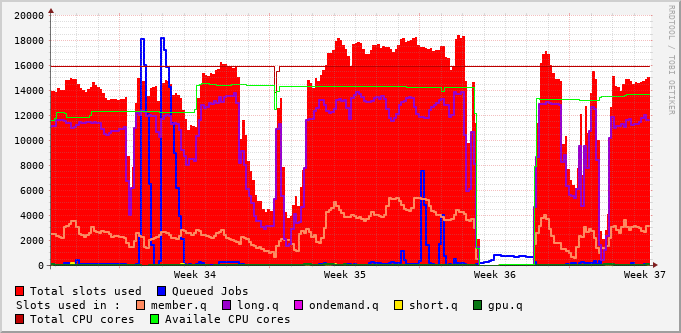 20000
18000
16000
14000
12000
10000
8000
6000
4000
2000
0
Week 34 Week 35 Week 36 Week 37
RRDTOOL / TOBI OETIKER
Total slots used Queued Jobs
Slots used in : member.q long.q ondemand.q short.q gpu.q
Total CPU cores Availale CPU cores